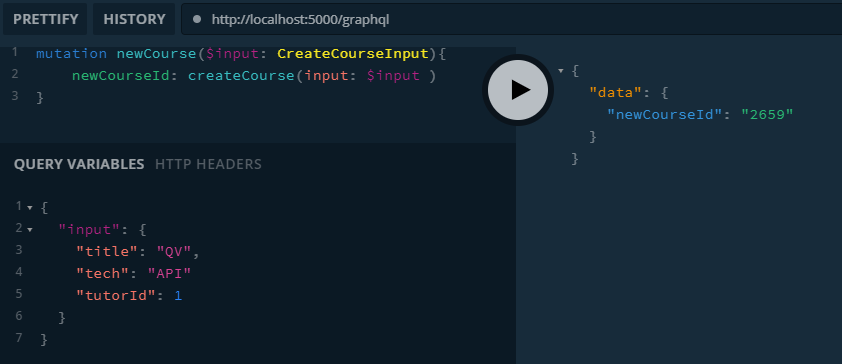 PRETTIFY HISTORY http://localhost:5000/graphql
1 mutation newCourse($input: CreateCourseInput){
2 newCourseId: createCourse(input: $input )
3 }
{
"data": {
"newCourseId": "2659"
}
}
QUERY VARIABLES HTTP HEADERS
1 {
2 "input": {
3 "title": "QV",
4 "tech": "API"
5 "tutorId": 1
6 }
7 }